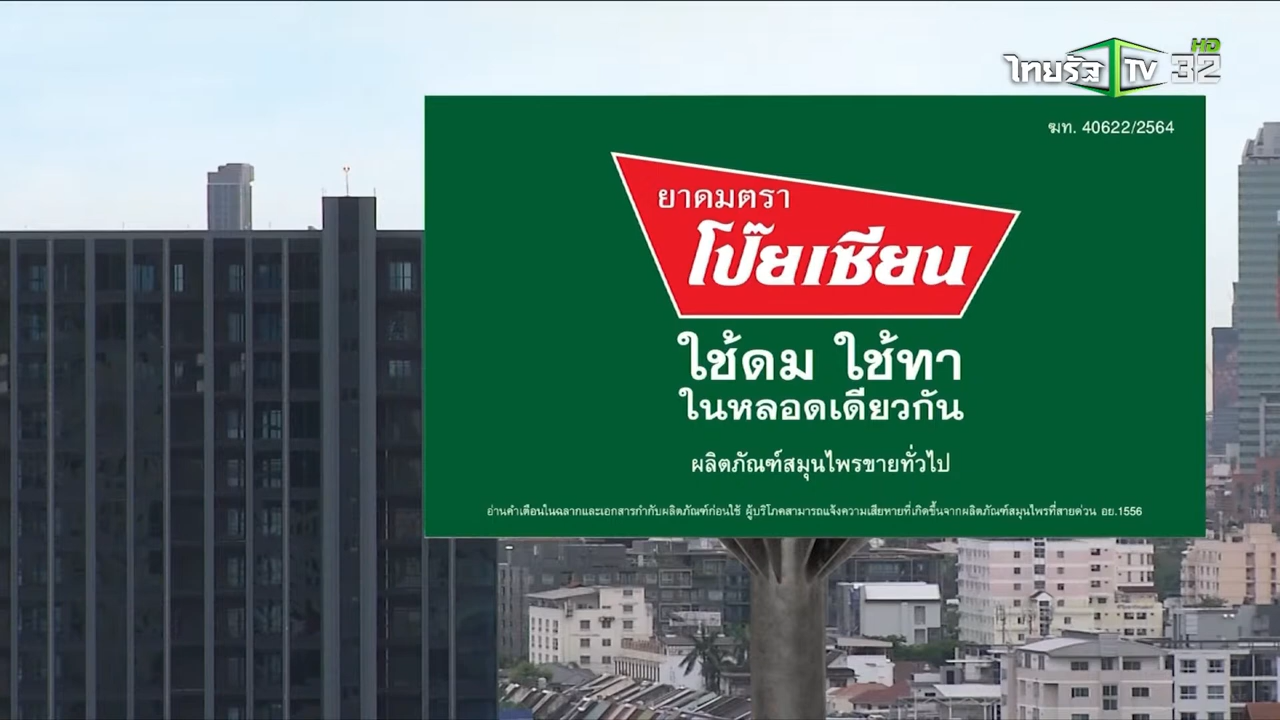 ไทยรัฐ TV HD 32
ฆท. 40622/2564
ยาดมตรา
โป๊ยเซียน
ใช้ดม ใช้ทา
ในหลอดเดียวกัน
ผลิตภัณฑ์สมุนไพรขายทั่วไป
อ่านคำเตือนในฉลากและเอกสารกำกับผลิตภัณฑ์ก่อนใช้ ผู้บริโภคสามารถแจ้งความเสียหายที่เกิดขึ้นจากผลิตภัณฑ์สมุนไพรที่สายด่วน อย.1556